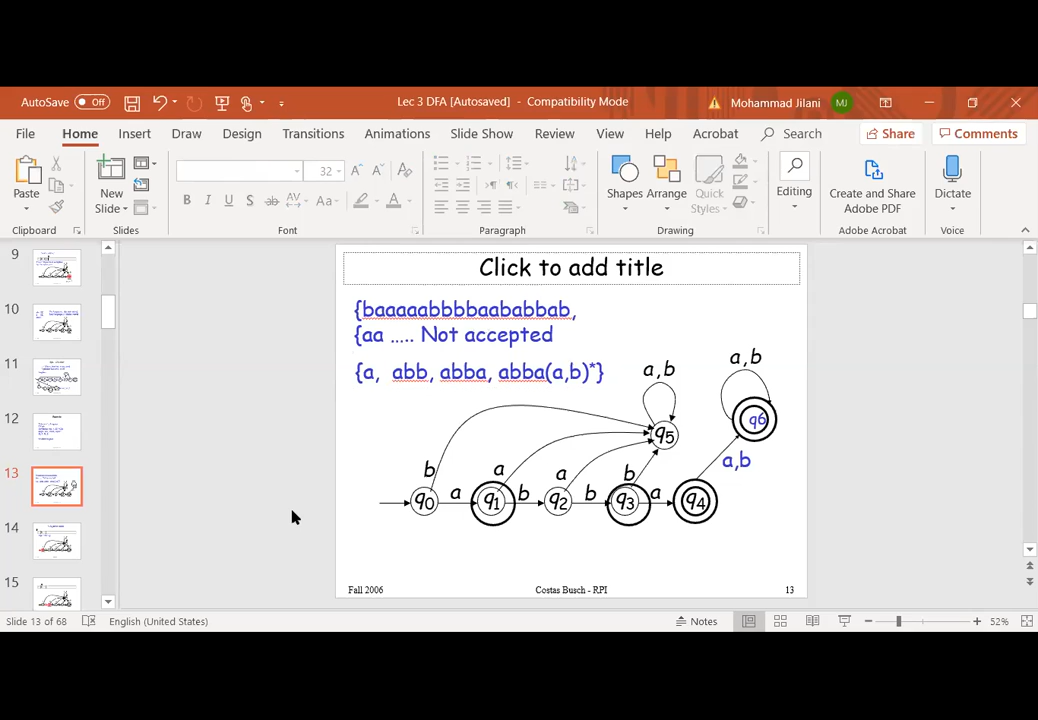 AutoSave Off Lec 3 DFA [Autosaved] - Compatibility Mode Mohammad Jilani MJ
File Home Insert Draw Design Transitions Animations Slide Show Review View Help Acrobat Search Share Comments
32 A A A
Paste New Slide B I U S ab AV Aa A Shapes Arrange Quick Styles Editing Create and Share Adobe PDF Dictate
Clipboard Slides Font Paragraph Drawing Adobe Acrobat Voice
9
10
11
12
13
14
15
Click to add title
{baaaaabbbbaababbab,
{aa ..... Not accepted
{a, abb, abba, abba(a,b)*}
a,b
a,b
q6
q5
a,b
b a a b
q0 a q1 b q2 b q3 a q4
Fall 2006 Costas Busch - RPI 13
Slide 13 of 68 English (United States) Notes 52%